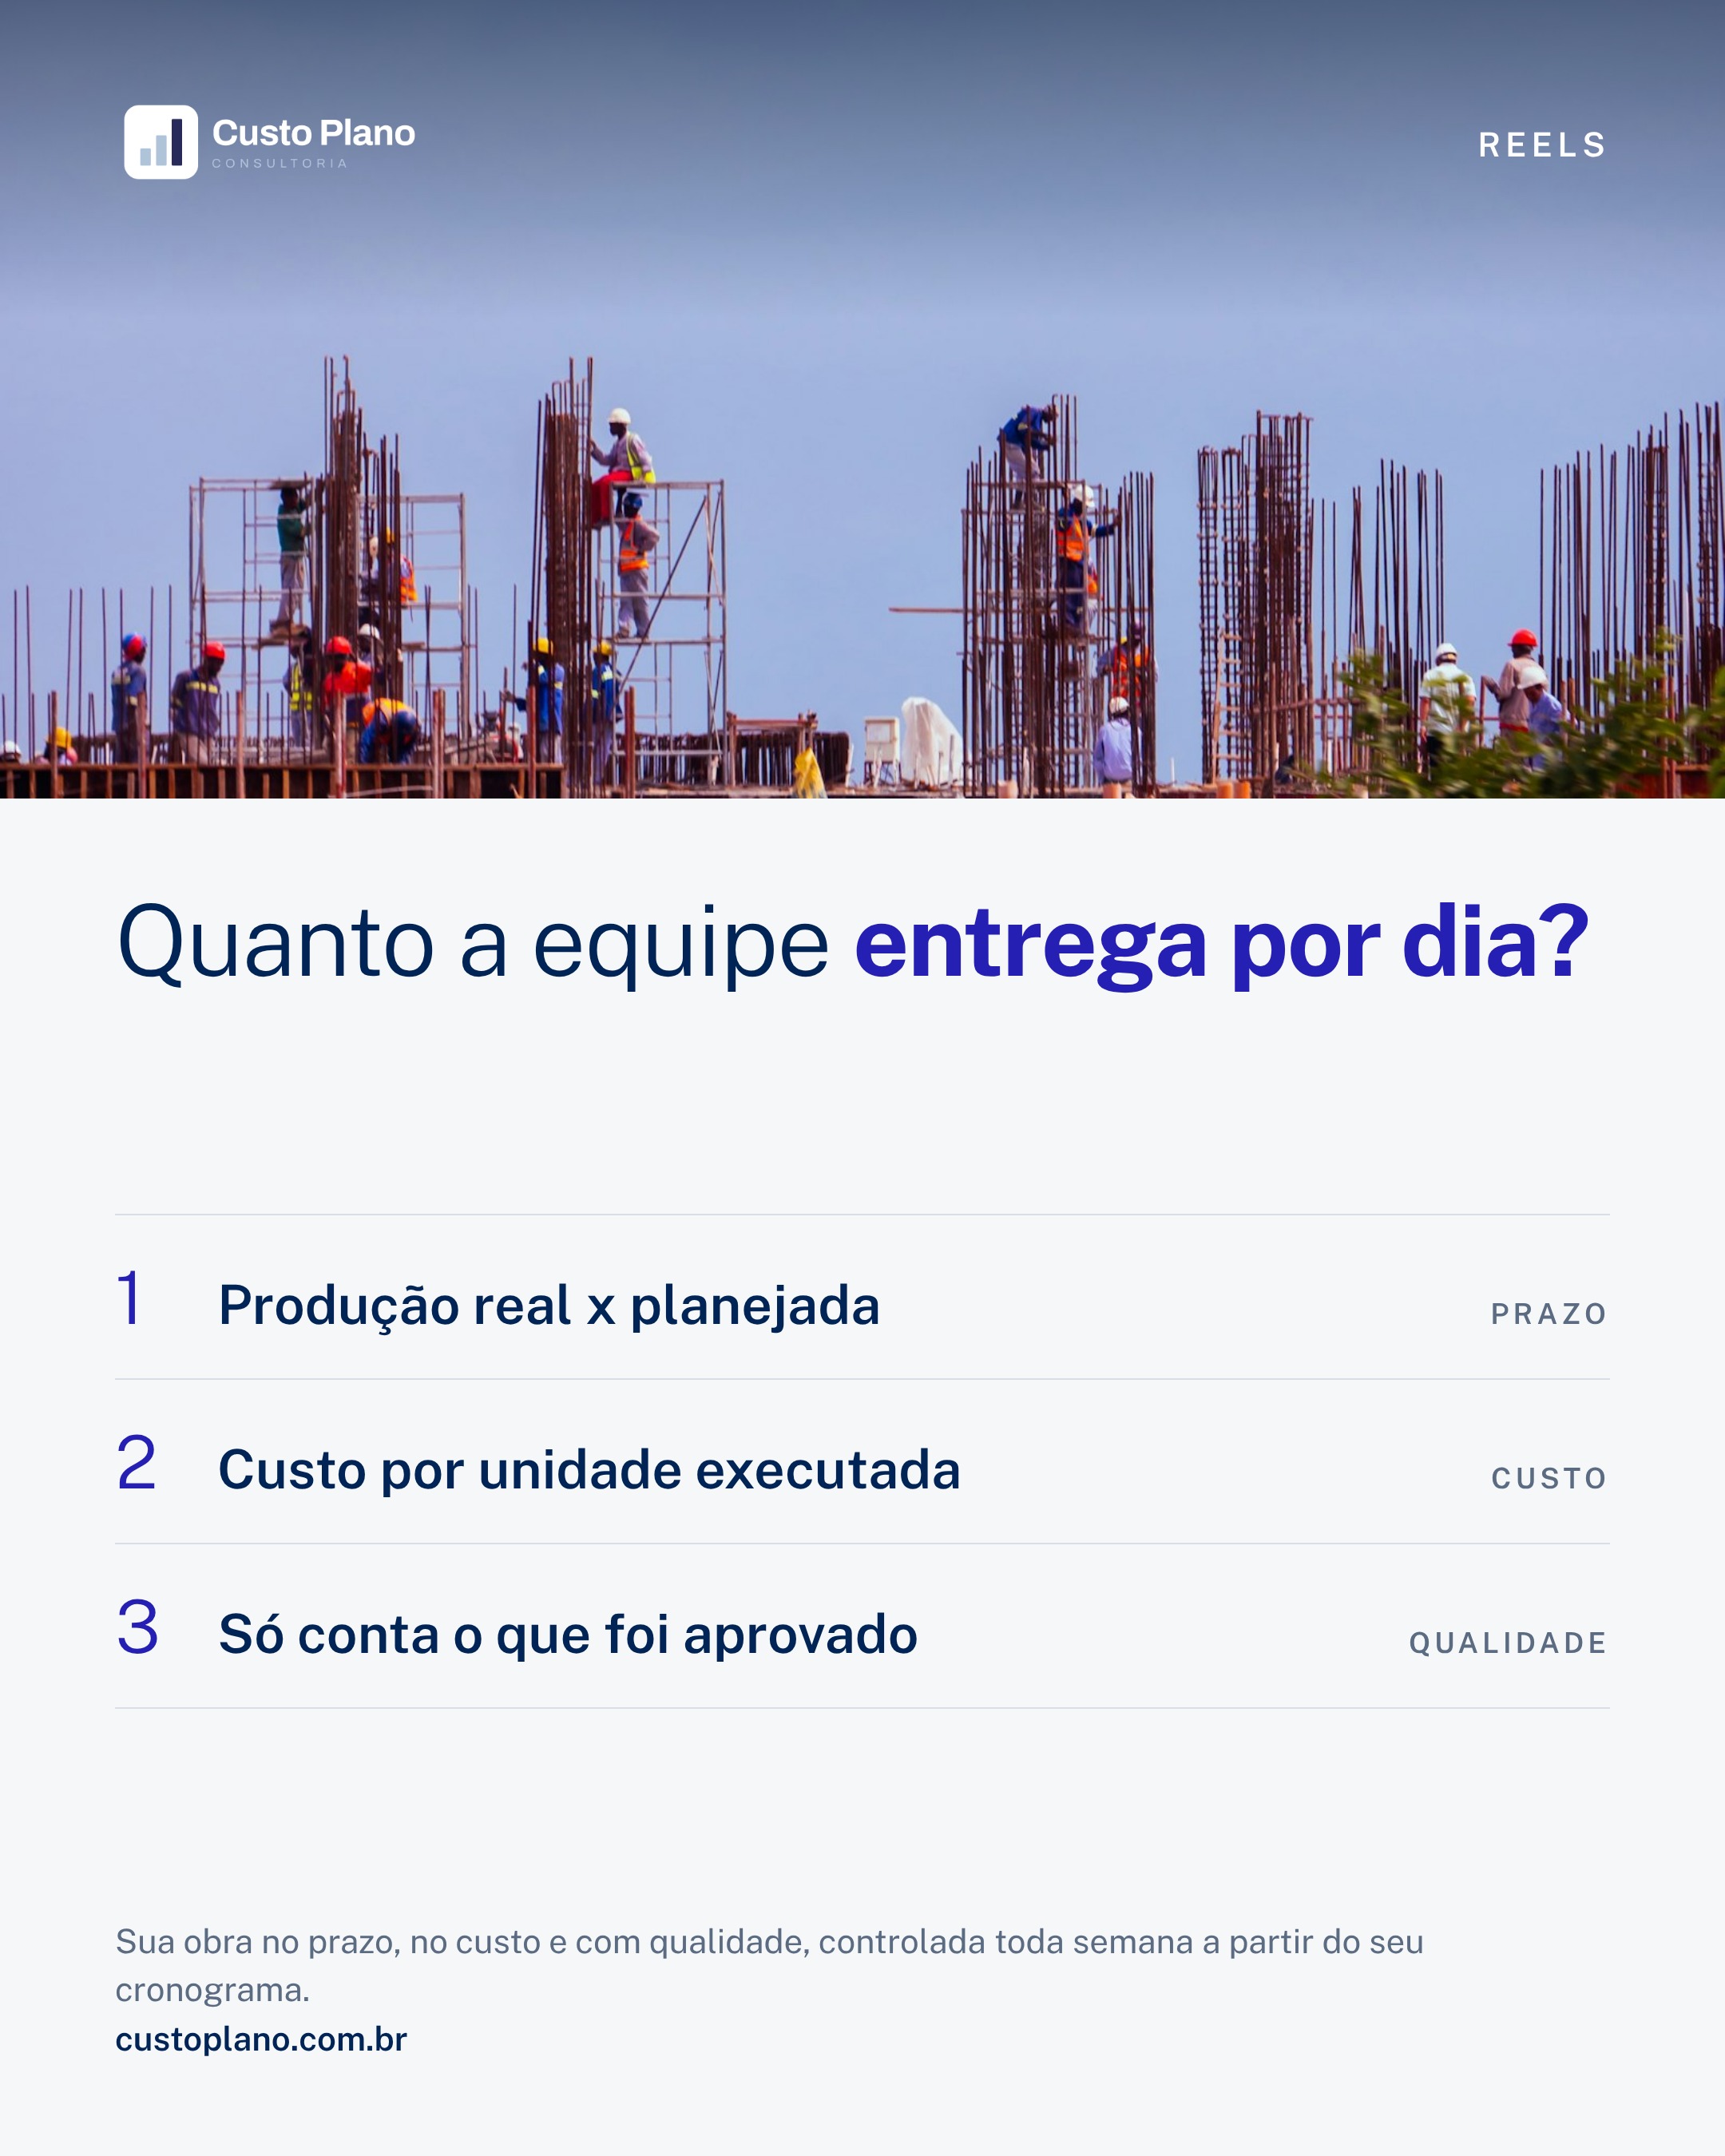 Custo Plano
CONSULTORIA
REELS
Quanto a equipe entrega por dia?
1 Produção real x planejada PRAZO
2 Custo por unidade executada CUSTO
3 Só conta o que foi aprovado QUALIDADE
Sua obra no prazo, no custo e com qualidade, controlada toda semana a partir do seu
cronograma.
custoplano.com.br